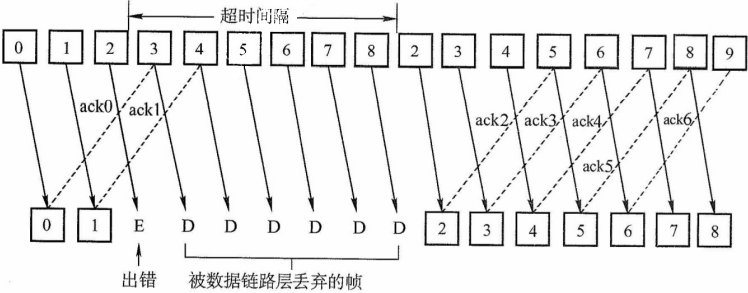 超时间隔
0 1 2 3 4 5 6 7 8 2 3 4 5 6 7 8 9
ack0 ack1 ack2 ack3 ack4 ack6
ack5
0 1 E D D D D D D 2 3 4 5 6 7 8
出错 被数据链路层丢弃的帧